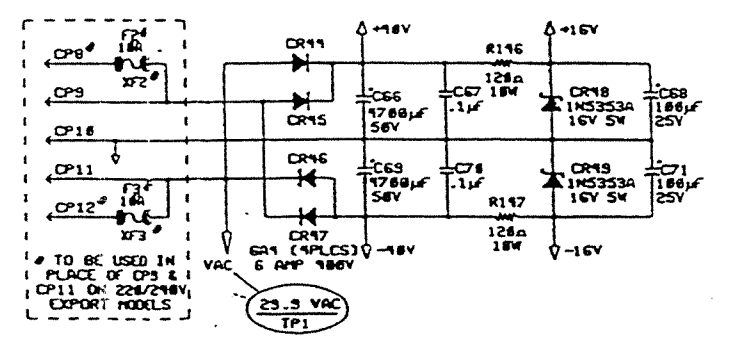 F2
10A
CP8
XF2
CP9
CP10
CP11
F3
10A
CP12
XF3
* TO BE USED IN
PLACE OF CP9 &
CP11 ON 220/240V
EXPORT MODELS
VAC
29.9 VAC
TP1
CR44
CR45
CR46
CR47
6A4 (4PLCS)
6 AMP 400V
+40V
C66
4700µF
50V
C69
4700µF
50V
-40V
C67
.1µF
C70
.1µF
R146
120Ω
10W
R147
120Ω
10W
+16V
CR48
1N5353A
16V 5W
CR49
1N5353A
16V 5W
-16V
C68
100µF
25V
C71
100µF
25V